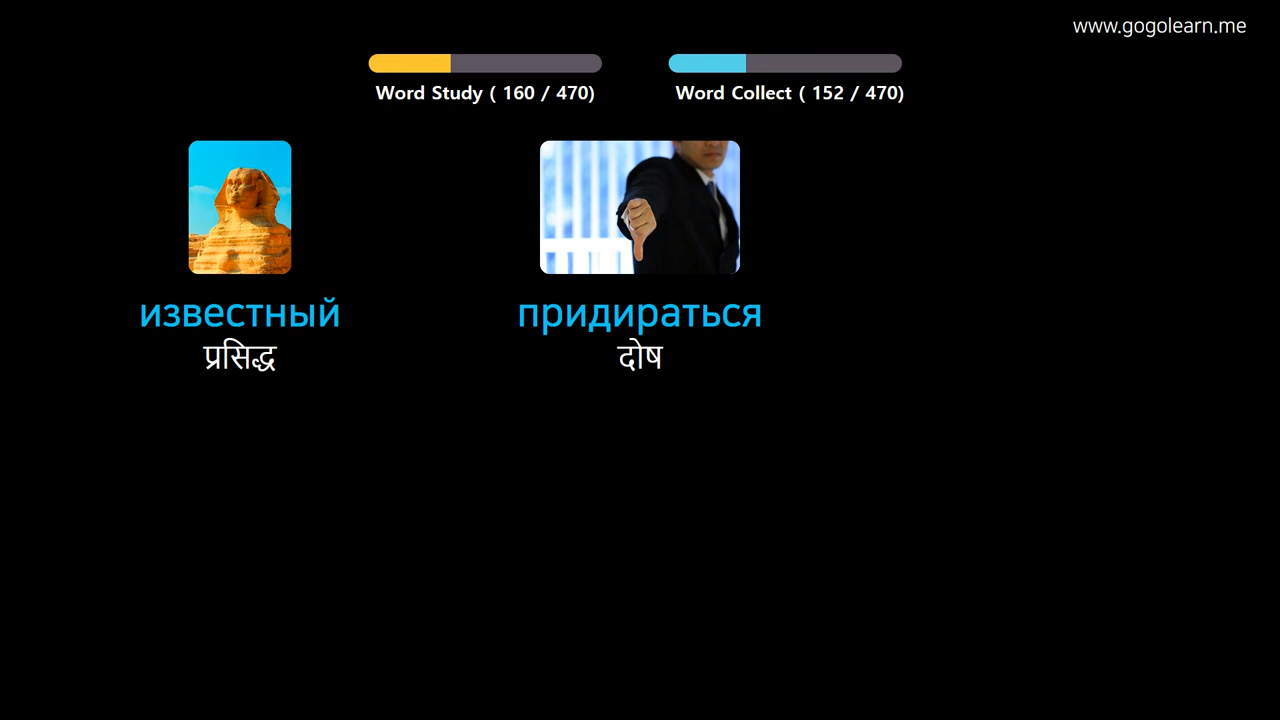 www.gogolearn.me
Word Study ( 160 / 470)
Word Collect ( 152 / 470)
известный
придираться
प्रसिद्ध
दोष